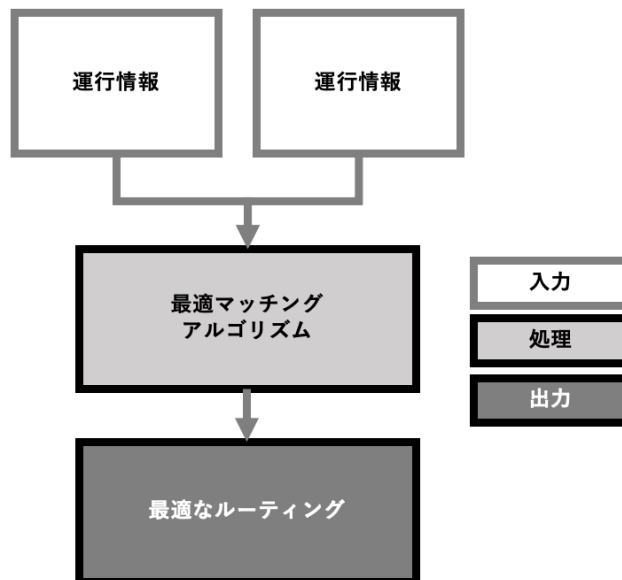 運行情報
運行情報
最適マッチング
アルゴリズム
入力
処理
出力
最適なルーティング